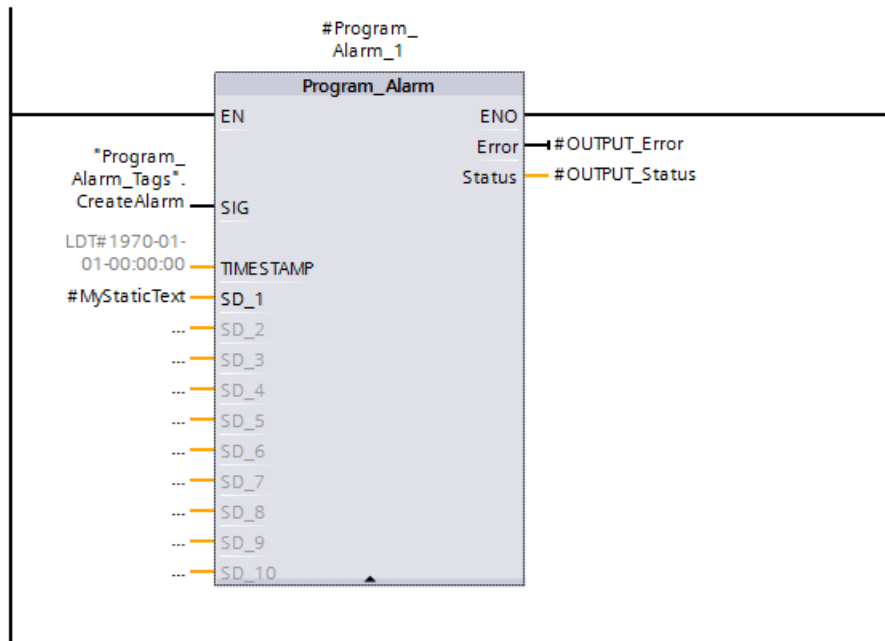 #Program_
Alarm_1
Program_Alarm
EN
ENO
Error
#OUTPUT_Error
"Program_
Alarm_Tags".
CreateAlarm
Status
#OUTPUT_Status
SIG
LDT#1970-01-
01-00:00:00
TIMESTAMP
#MyStaticText
SD_1
...
SD_2
...
SD_3
...
SD_4
...
SD_5
...
SD_6
...
SD_7
...
SD_8
...
SD_9
...
SD_10